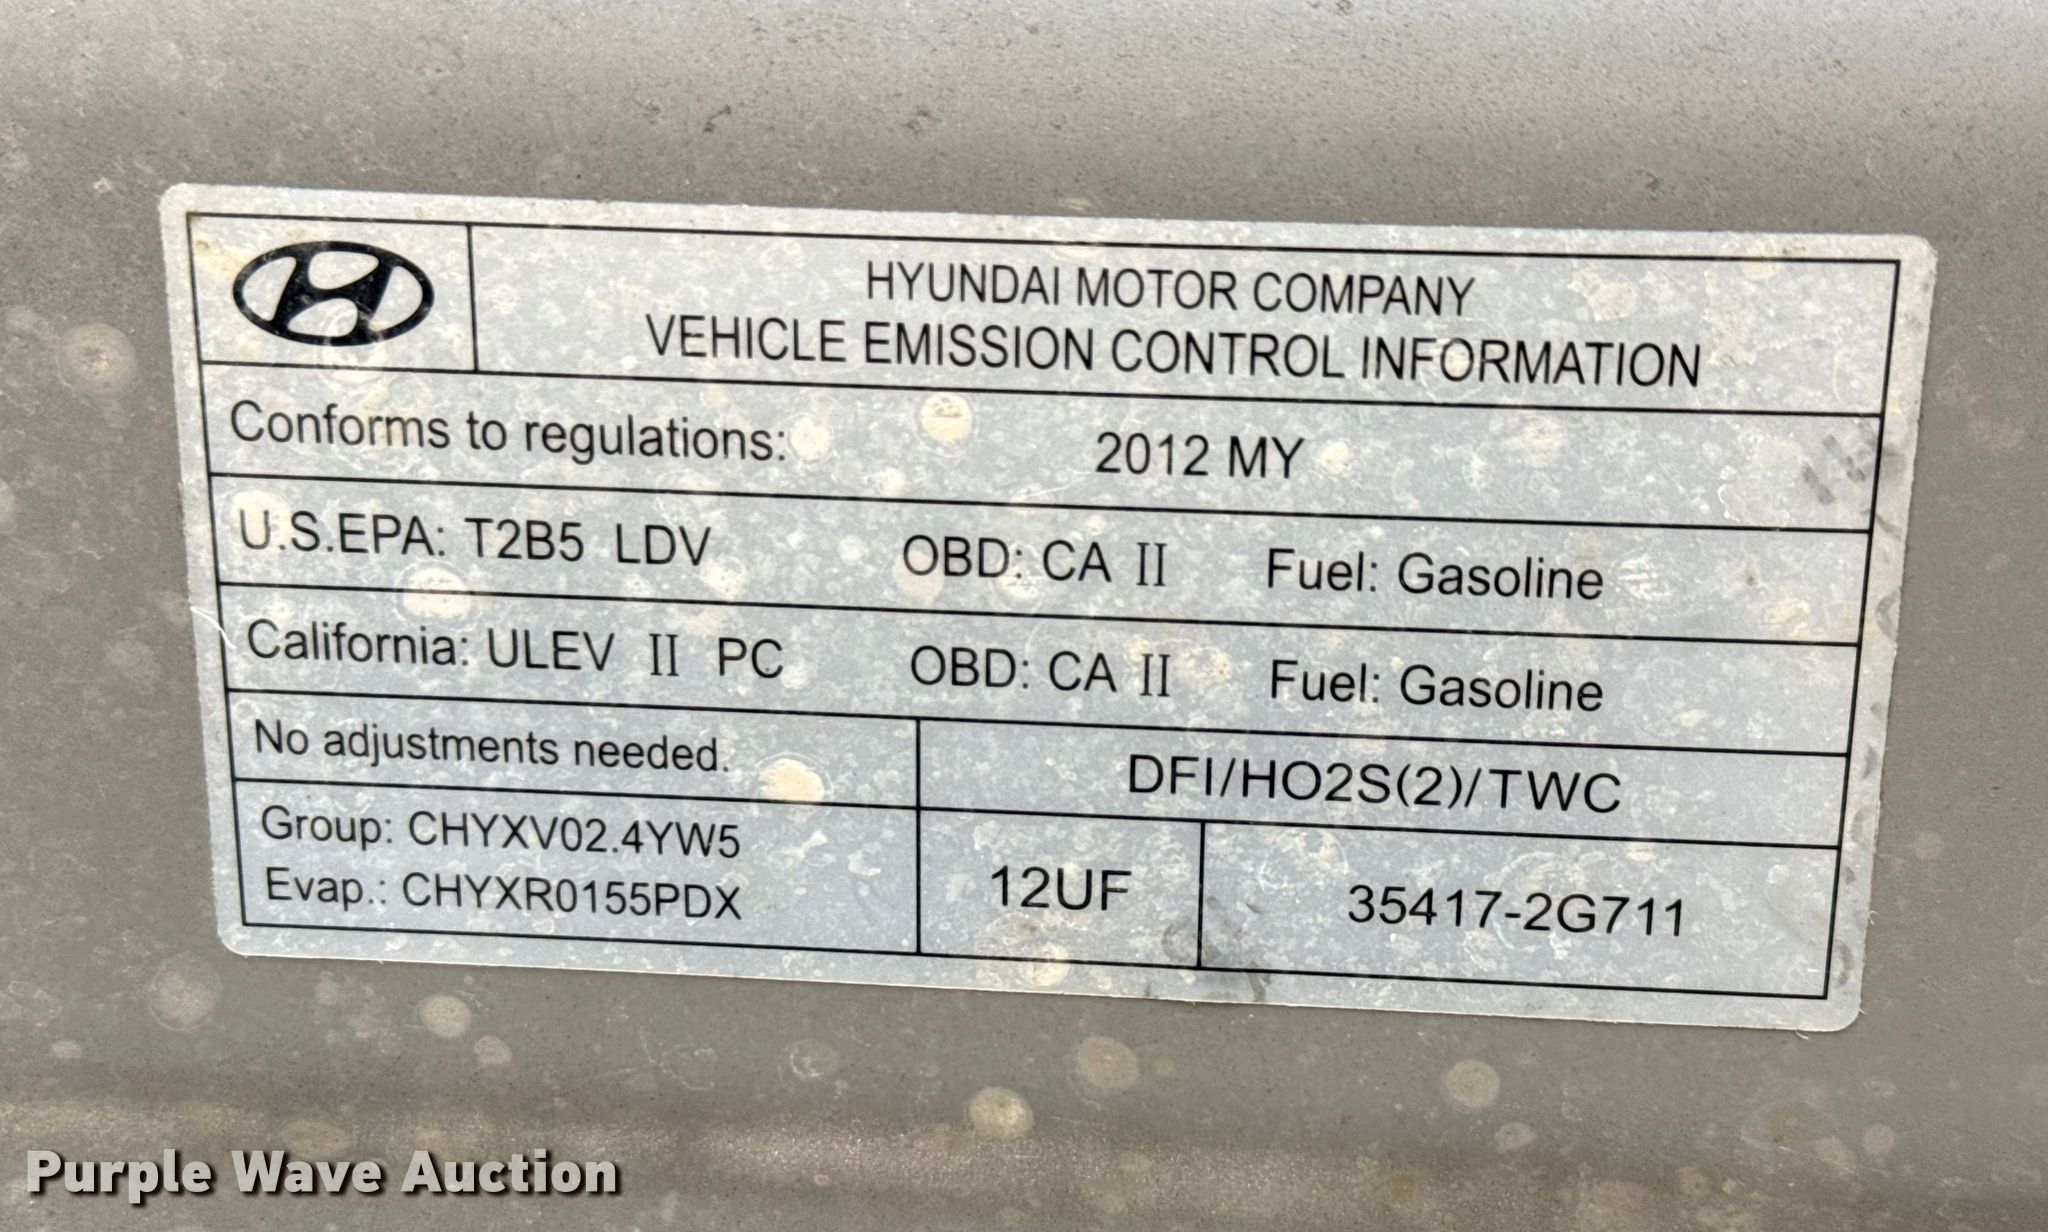 HYUNDAI MOTOR COMPANY
VEHICLE EMISSION CONTROL INFORMATION
Conforms to regulations: 2012 MY
U.S.EPA: T2B5 LDV OBD: CA II Fuel: Gasoline
California: ULEV II PC OBD: CA II Fuel: Gasoline
No adjustments needed. DFI/HO2S(2)/TWC
Group: CHYXV02.4YW5
Evap.: CHYXR0155PDX
12UF 35417-2G711
Purple Wave Auction